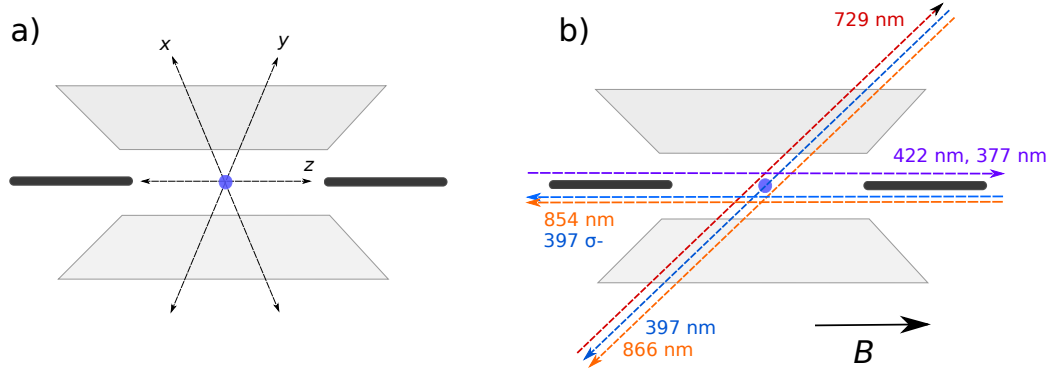 a)
x
y
z
b)
729 nm
422 nm, 377 nm
854 nm
397 σ-
397 nm
866 nm
B